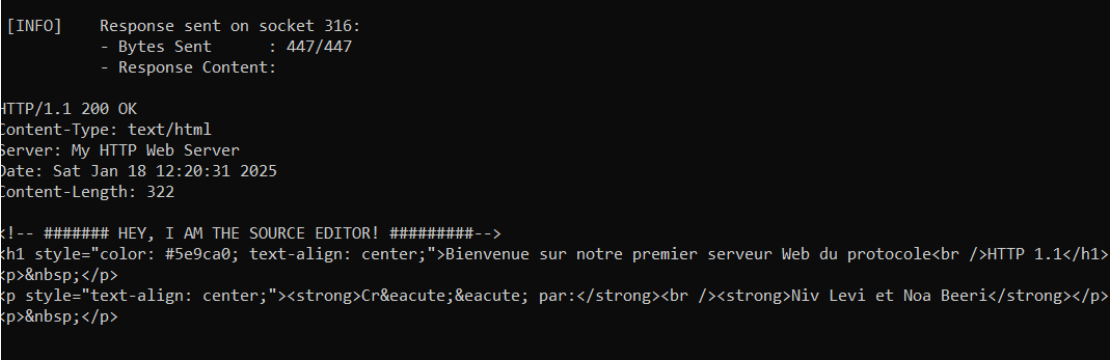 [INFO] Response sent on socket 316:
- Bytes Sent : 447/447
- Response Content:
HTTP/1.1 200 OK
Content-Type: text/html
Server: My HTTP Web Server
Date: Sat Jan 18 12:20:31 2025
Content-Length: 322
<!-- ####### HEY, I AM THE SOURCE EDITOR! #########-->
<h1 style="color: #5e9ca0; text-align: center;">Bienvenue sur notre premier serveur Web du protocole<br />HTTP 1.1</h1>
<p>&nbsp;</p>
<p style="text-align: center;"><strong>Cr&eacute;&eacute; par:</strong><br /><strong>Niv Levi et Noa Beeri</strong></p>
<p>&nbsp;</p>